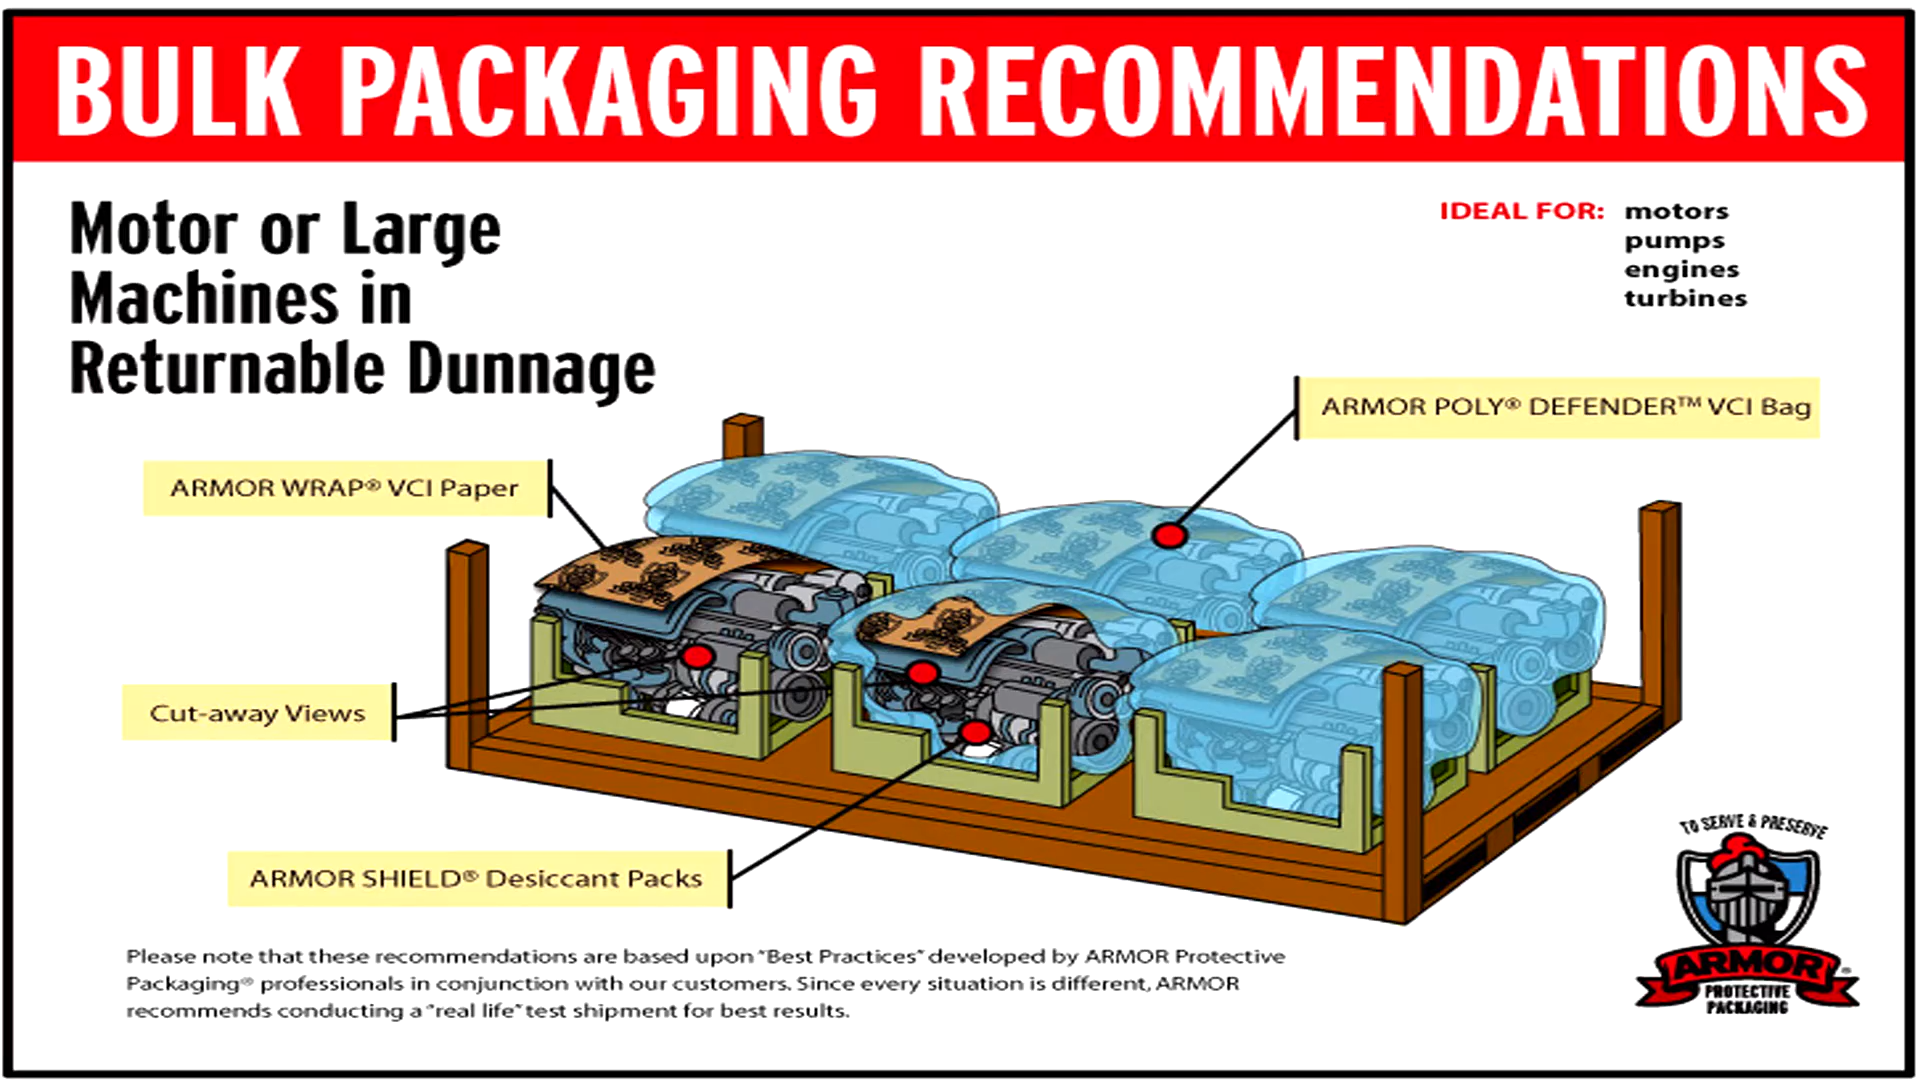 BULK PACKAGING RECOMMENDATIONS
Motor or Large
Machines in
Returnable Dunnage
IDEAL FOR: motors
pumps
engines
turbines
ARMOR POLY® DEFENDER™ VCI Bag
ARMOR WRAP® VCI Paper
Cut-away Views
ARMOR SHIELD® Desiccant Packs
Please note that these recommendations are based upon "Best Practices" developed by ARMOR Protective
Packaging® professionals in conjunction with our customers. Since every situation is different, ARMOR
recommends conducting a "real life" test shipment for best results.
TO SERVE & PRESERVE
ARMOR®
PROTECTIVE
PACKAGING